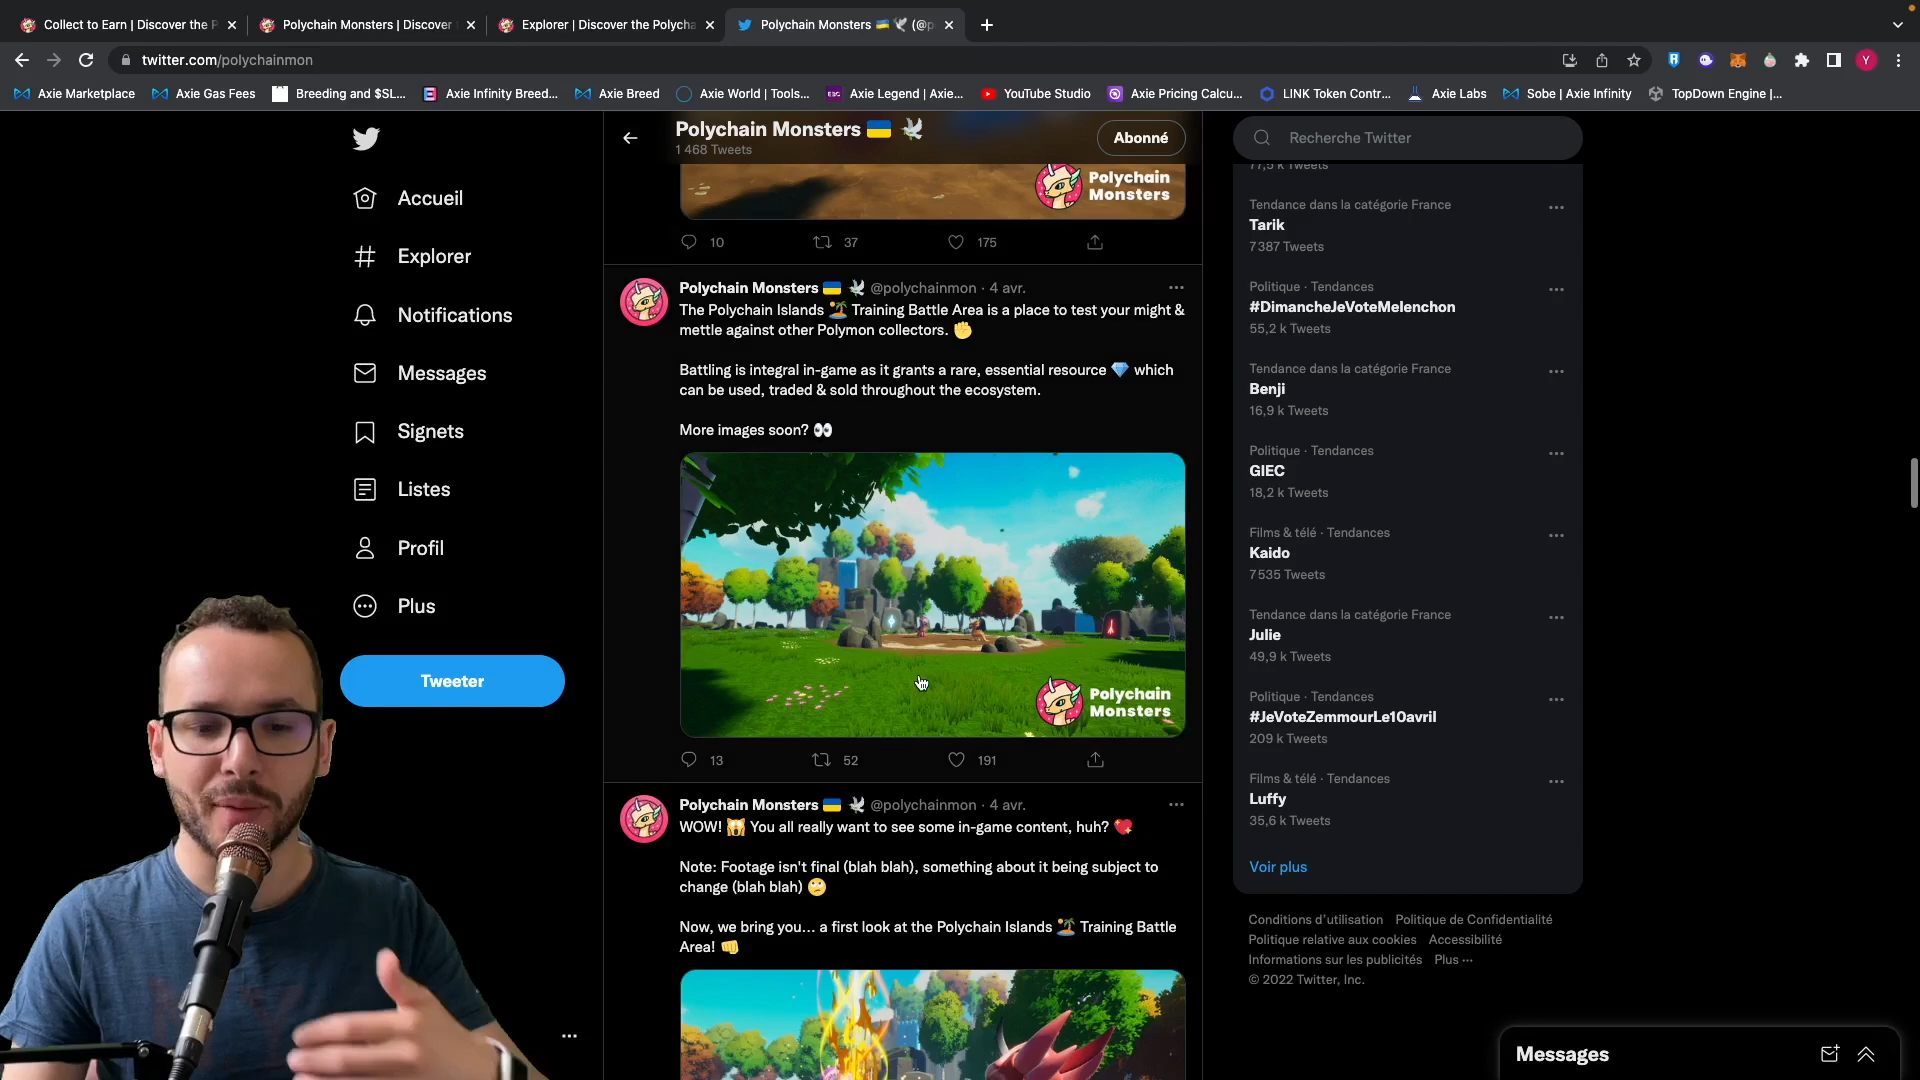 Collect to Earn | Discover the P
Polychain Monsters | Discover
Explorer | Discover the Polycha
Polychain Monsters 🇺🇦 🕊️ (@p
twitter.com/polychainmon
Axie Marketplace
Axie Gas Fees
Breeding and $SL...
Axie Infinity Breed...
Axie Breed
Axie World | Tools...
Axie Legend | Axie...
YouTube Studio
Axie Pricing Calcu...
LINK Token Contr...
Axie Labs
Sobe | Axie Infinity
TopDown Engine |...
Y
Accueil
Explorer
Notifications
Messages
Signets
Listes
Profil
Plus
Tweeter
Polychain Monsters 🇺🇦 🕊️
1 468 Tweets
Abonné
Polychain
Monsters
10
37
175
Polychain Monsters 🇺🇦 🕊️ @polychainmon · 4 avr.
The Polychain Islands 🏝️ Training Battle Area is a place to test your might &
mettle against other Polymon collectors. ✊
Battling is integral in-game as it grants a rare, essential resource 💎 which
can be used, traded & sold throughout the ecosystem.
More images soon? 👀
Polychain
Monsters
13
52
191
Polychain Monsters 🇺🇦 🕊️ @polychainmon · 4 avr.
WOW! 🙀 You all really want to see some in-game content, huh? 💖
Note: Footage isn't final (blah blah), something about it being subject to
change (blah blah) 🙄
Now, we bring you... a first look at the Polychain Islands 🏝️ Training Battle
Area! 👊
Recherche Twitter
77,5 k Tweets
Tendance dans la catégorie France
Tarik
7 387 Tweets
Politique · Tendances
#DimancheJeVoteMelenchon
55,2 k Tweets
Tendance dans la catégorie France
Benji
16,9 k Tweets
Politique · Tendances
GIEC
18,2 k Tweets
Films & télé · Tendances
Kaido
7 535 Tweets
Tendance dans la catégorie France
Julie
49,9 k Tweets
Politique · Tendances
#JeVoteZemmourLe10avril
209 k Tweets
Films & télé · Tendances
Luffy
35,6 k Tweets
Voir plus
Conditions d'utilisation Politique de Confidentialité
Politique relative aux cookies Accessibilité
Informations sur les publicités Plus ···
© 2022 Twitter, Inc.
Messages